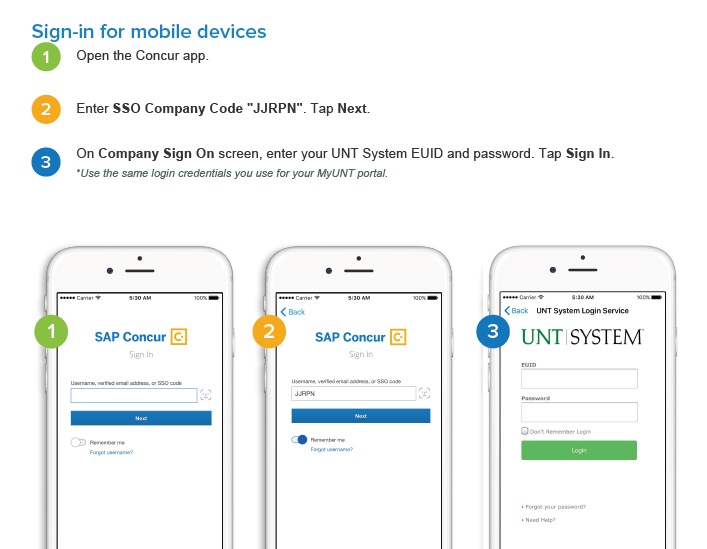 Sign-in for mobile devices
1
Open the Concur app.
2
Enter SSO Company Code "JJRPN". Tap Next.
3
On Company Sign On screen, enter your UNT System EUID and password. Tap Sign In.
*Use the same login credentials you use for your MyUNT portal.
1
Carrier 5:30 AM 100%
SAP Concur C.
Sign In
Username, verified email address, or SSO code
Next
Remember me
Forgot username?
2
Carrier 5:30 AM 100%
Back
SAP Concur C.
Sign In
Username, verified email address, or SSO code
JJRPN
Next
Remember me
Forgot username?
3
Carrier 5:30 AM 100%
Back UNT System Login Service
UNT SYSTEM
EUID
Password
Don't Remember Login
Login
• Forgot your password?
• Need Help?